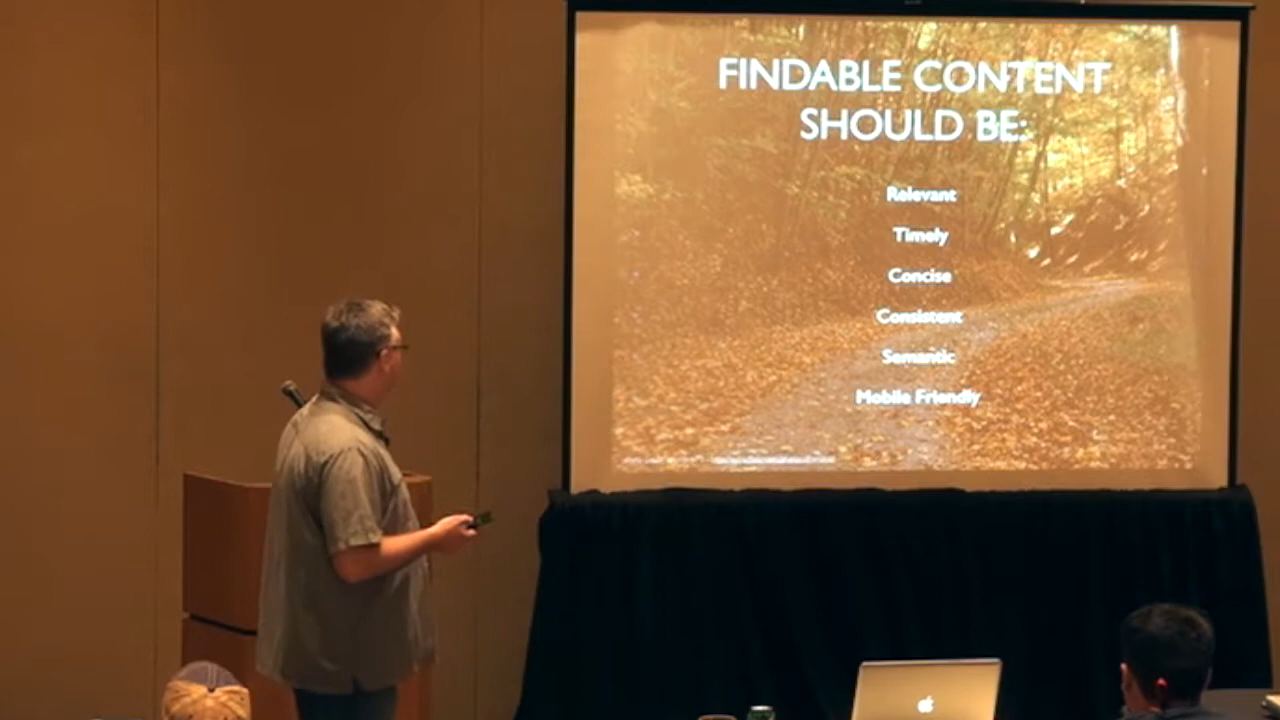 FINDABLE CONTENT
SHOULD BE:
Relevant
Timely
Concise
Consistent
Semantic
Mobile Friendly